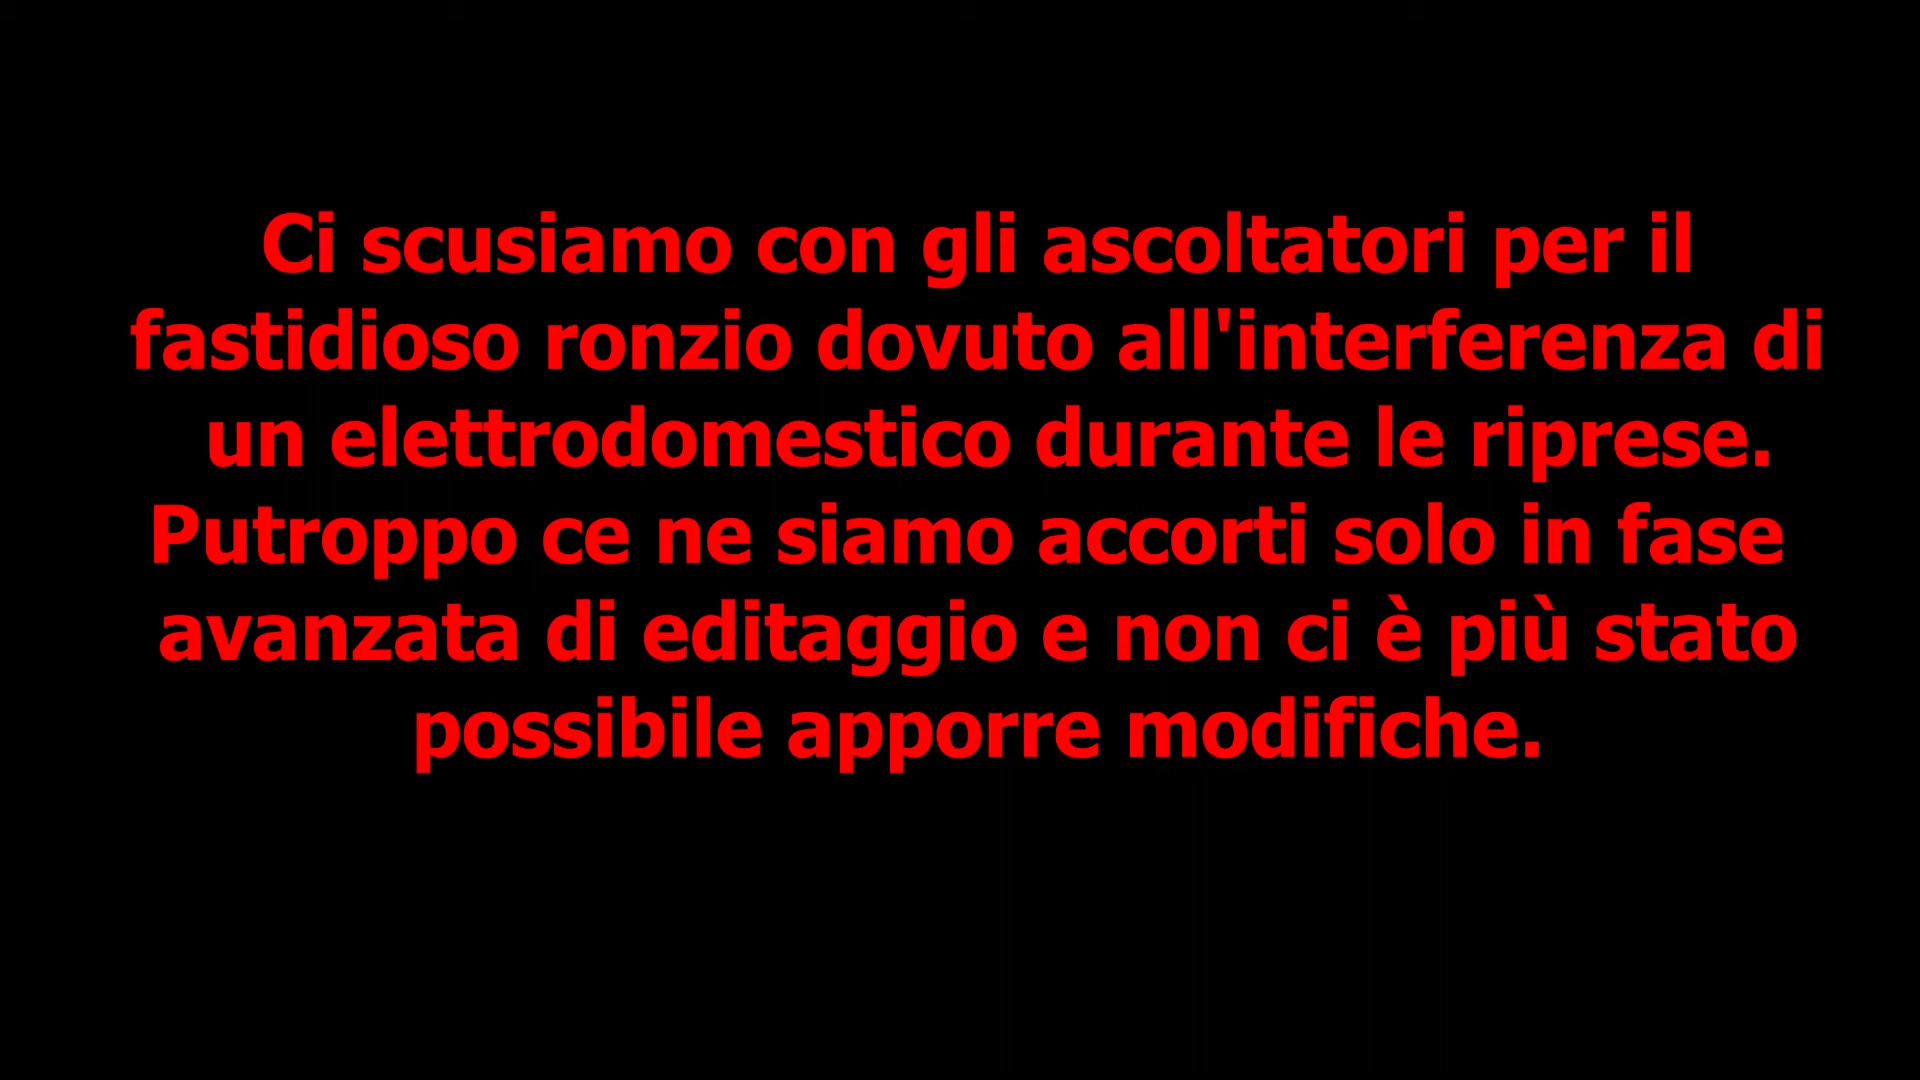 Ci scusiamo con gli ascoltatori per il
fastidioso ronzio dovuto all'interferenza di
un elettrodomestico durante le riprese.
Putroppo ce ne siamo accorti solo in fase
avanzata di editaggio e non ci è più stato
possibile apporre modifiche.